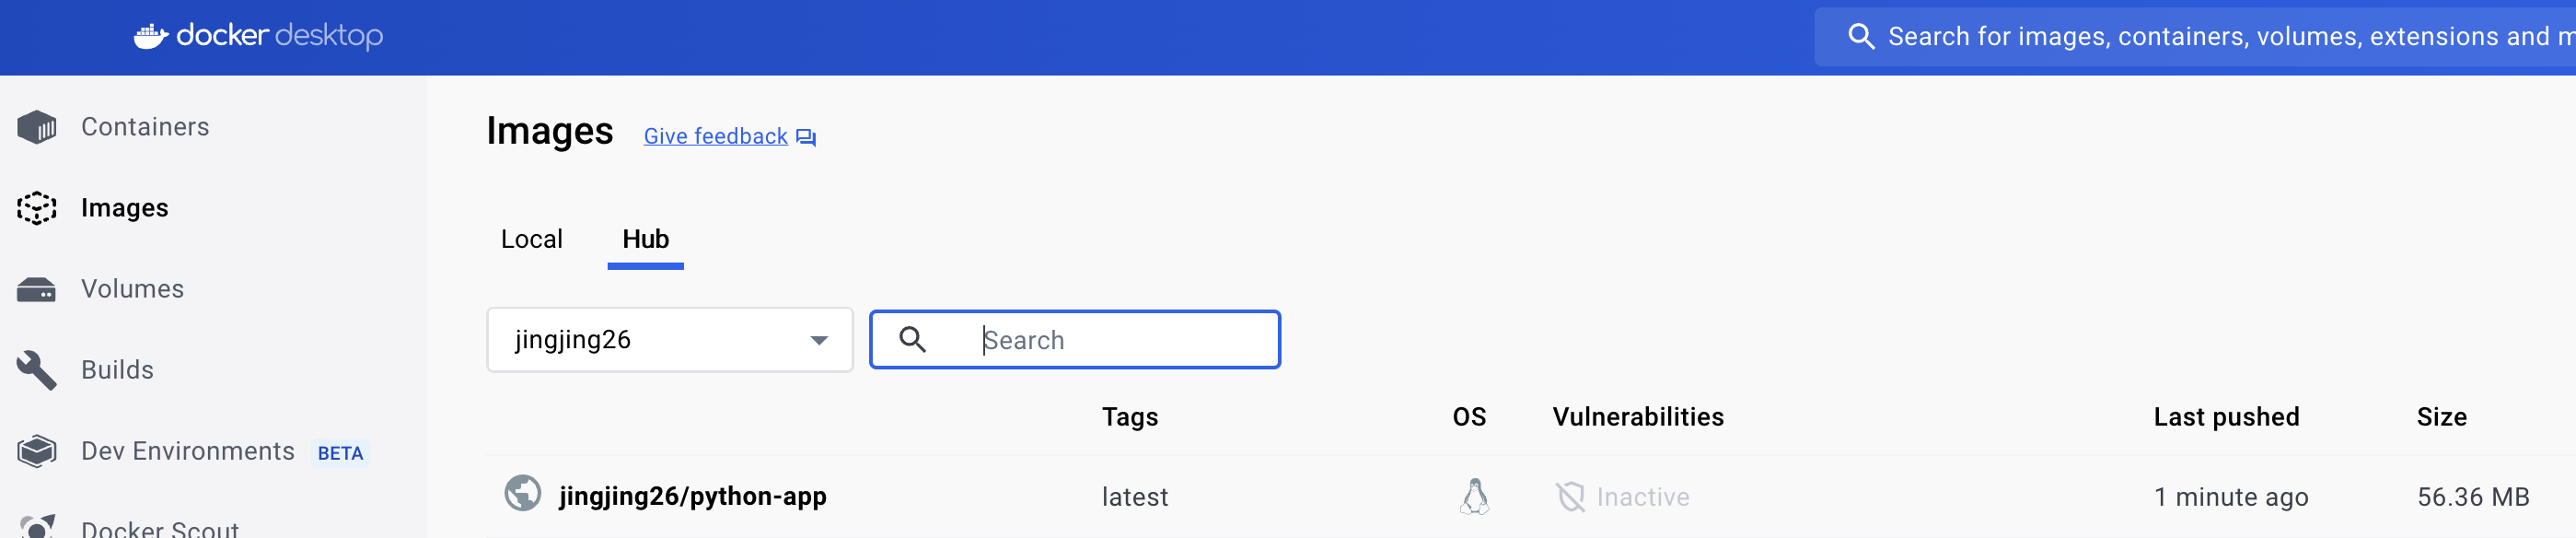 docker desktop
Search for images, containers, volumes, extensions and
Containers
Images
Volumes
Builds
Dev Environments BETA
Docker Scout
Images Give feedback
Local Hub
jingjing26 Search
Tags OS Vulnerabilities Last pushed Size
jingjing26/python-app latest Inactive 1 minute ago 56.36 MB